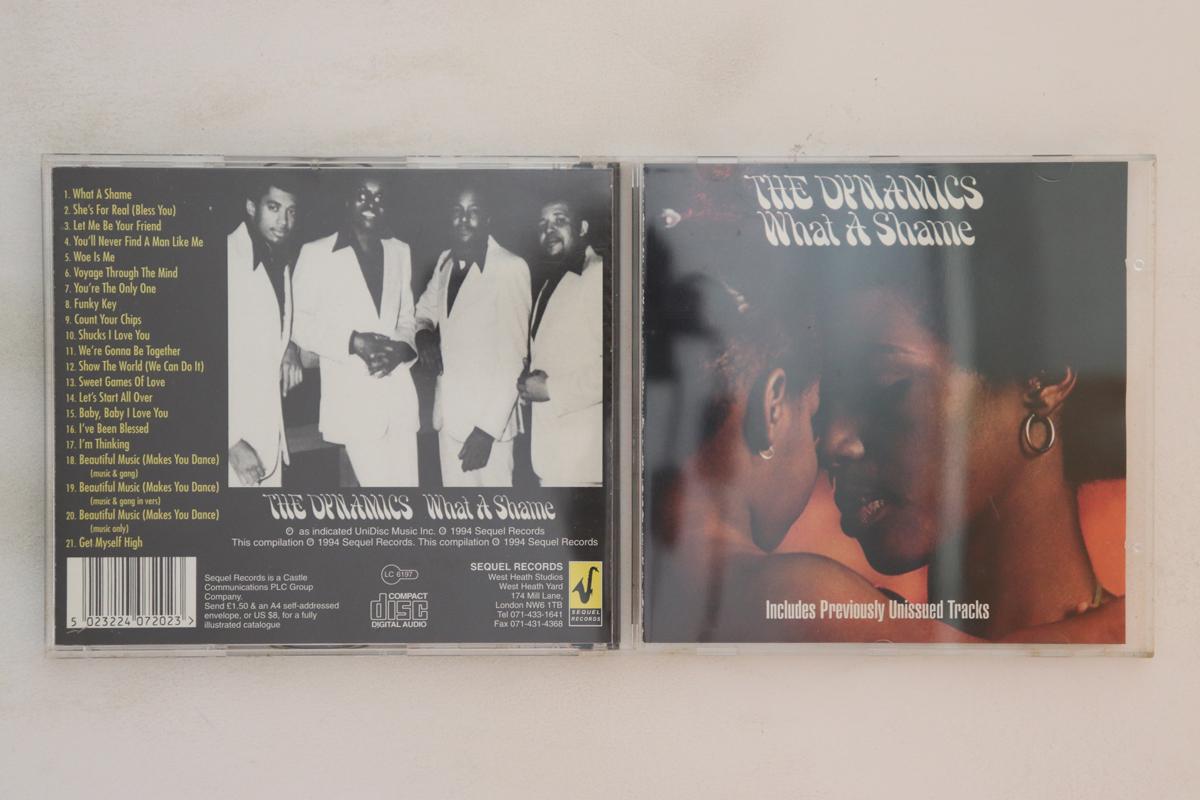 1. What A Shame
2. She's For Real (Bless You)
3. Let Me Be Your Friend
4. You'll Never Find A Man Like Me
5. Woe Is Me
6. Voyage Through The Mind
7. You're The Only One
8. Funky Key
9. Count Your Chips
10. Shucks I Love You
11. We're Gonna Be Together
12. Show The World (We Can Do It)
13. Sweet Games Of Love
14. Let's Start All Over
15. Baby, Baby I Love You
16. I've Been Blessed
17. I'm Thinking
18. Beautiful Music (Makes You Dance)
(music & gang)
19. Beautiful Music (Makes You Dance)
(music & gang in vers)
20. Beautiful Music (Makes You Dance)
(music only)
21. Get Myself High
THE DYNAMICS What A Shame
℗ as indicated UniDisc Music Inc. © 1994 Sequel Records
This compilation ℗ 1994 Sequel Records. This compilation © 1994 Sequel Records
5 023224 072023 >
Sequel Records is a Castle
Communications PLC Group
Company.
Send £1.50 & an A4 self-addressed
envelope, or US $8, for a fully
illustrated catalogue
LC 6197
COMPACT
disc
DIGITAL AUDIO
SEQUEL RECORDS
West Heath Studios
West Heath Yard
174 Mill Lane,
London NW6 1TB
Tel 071-433-1641
Fax 071-431-4368
SEQUEL
RECORDS
THE DYNAMICS
What A Shame
Includes Previously Unissued Tracks